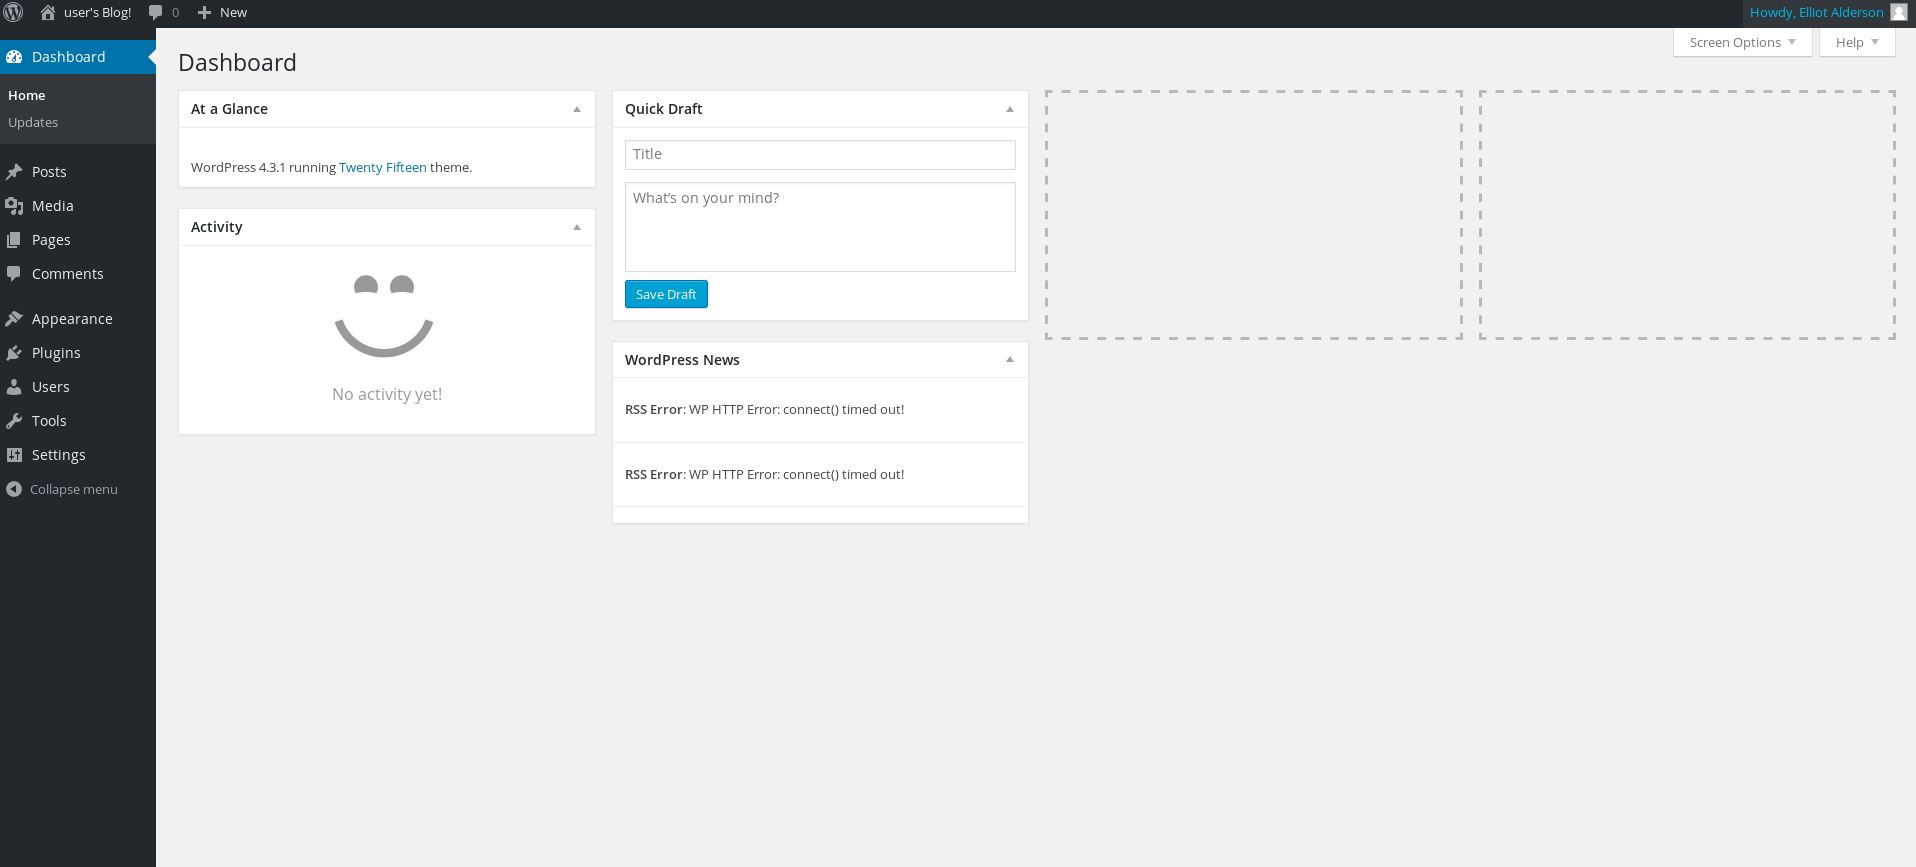 user's Blog!
0
New
Howdy, Elliot Alderson
Screen Options
Help
Dashboard
Home
Updates
Posts
Media
Pages
Comments
Appearance
Plugins
Users
Tools
Settings
Collapse menu
Dashboard
At a Glance
WordPress 4.3.1 running Twenty Fifteen theme.
Activity
No activity yet!
Quick Draft
Title
What's on your mind?
Save Draft
WordPress News
RSS Error: WP HTTP Error: connect() timed out!
RSS Error: WP HTTP Error: connect() timed out!